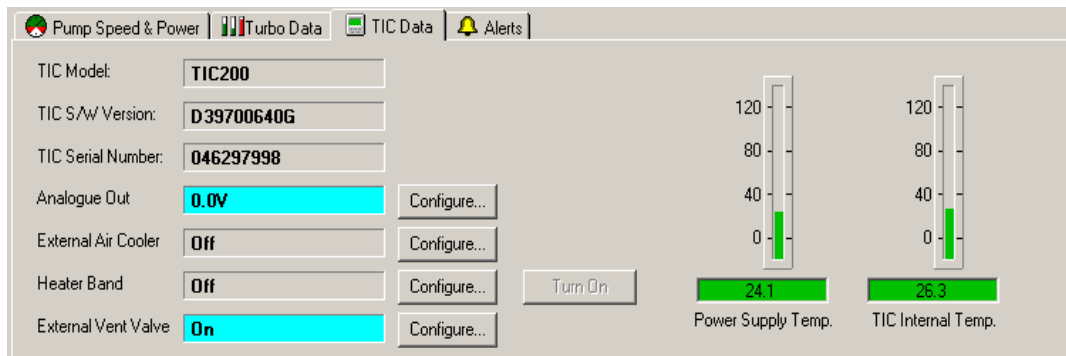 Pump Speed & Power Turbo Data TIC Data Alerts
TIC Model: TIC200
TIC S/W Version: D39700640G
TIC Serial Number: 046297998
Analogue Out 0.0V Configure...
External Air Cooler Off Configure...
Heater Band Off Configure... Turn On
External Vent Valve On Configure...
120
80
40
0
24.1
Power Supply Temp.
120
80
40
0
26.3
TIC Internal Temp.